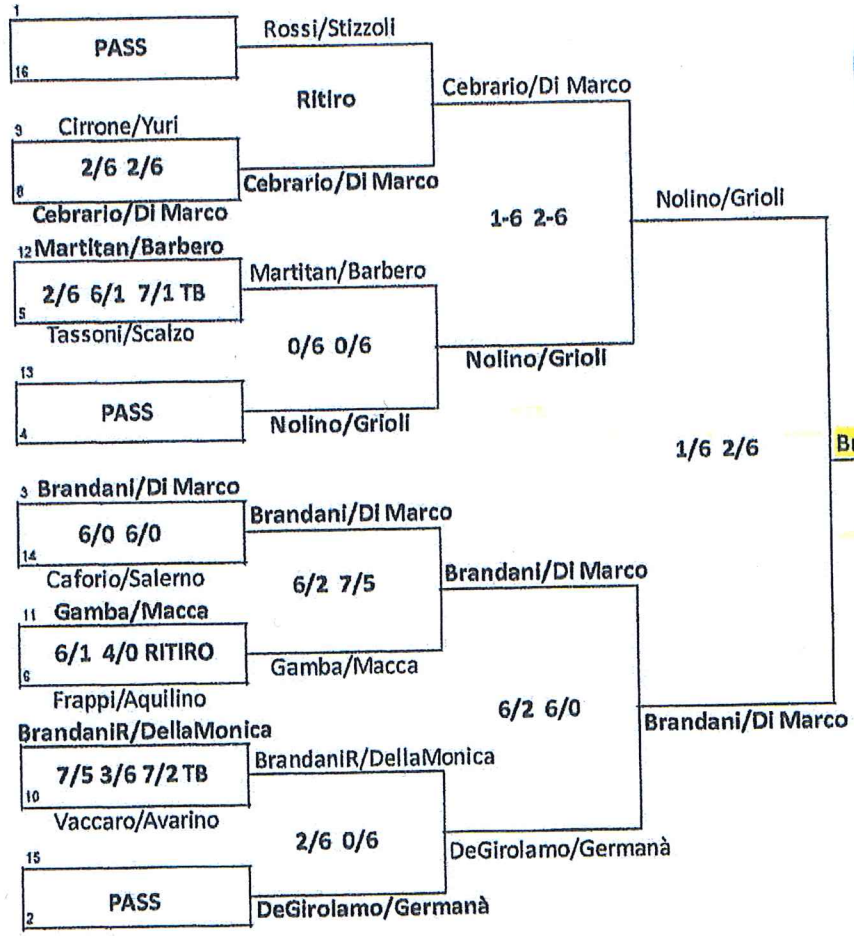 1
PASS
16
Rossi/Stizzoli
Ritiro
Cebrario/Di Marco
9 Cirrone/Yuri
2/6 2/6
8
Cebrario/Di Marco
Cebrario/Di Marco
1-6 2-6
Nolino/Grioli
12 Martitan/Barbero
2/6 6/1 7/1 TB
5
Tassoni/Scalzo
Martitan/Barbero
0/6 0/6
Nolino/Grioli
13
PASS
4
Nolino/Grioli
1/6 2/6
3 Brandani/Di Marco
6/0 6/0
14
Caforio/Salerno
Brandani/Di Marco
6/2 7/5
Brandani/Di Marco
11 Gamba/Macca
6/1 4/0 RITIRO
6
Frappi/Aquilino
Gamba/Macca
6/2 6/0
Brandani/Di Marco
BrandaniR/DellaMonica
7/5 3/6 7/2 TB
10
Vaccaro/Avarino
BrandaniR/DellaMonica
2/6 0/6
DeGirolamo/Germanà
15
PASS
2
DeGirolamo/Germanà